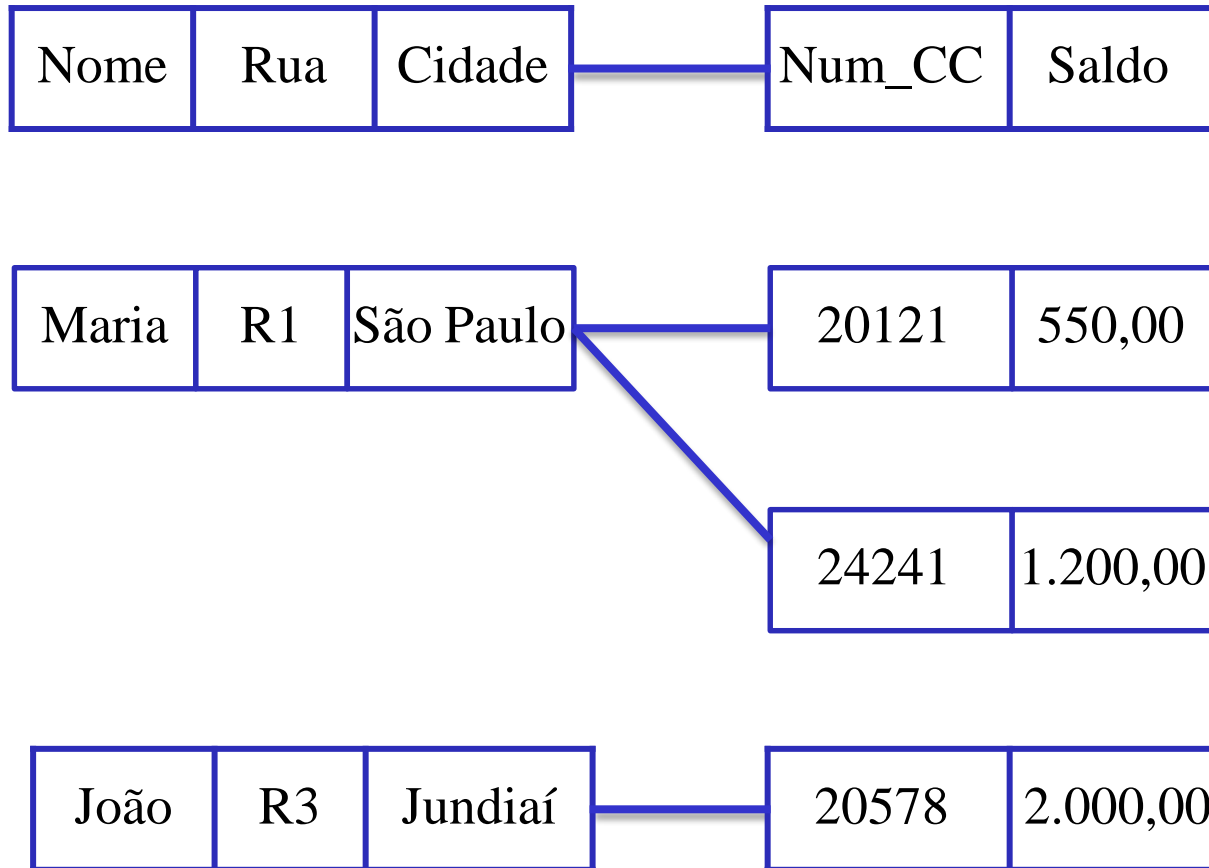 Nome Rua Cidade Num_CC Saldo
Maria R1 São Paulo 20121 550,00
24241 1.200,00
João R3 Jundiaí 20578 2.000,00